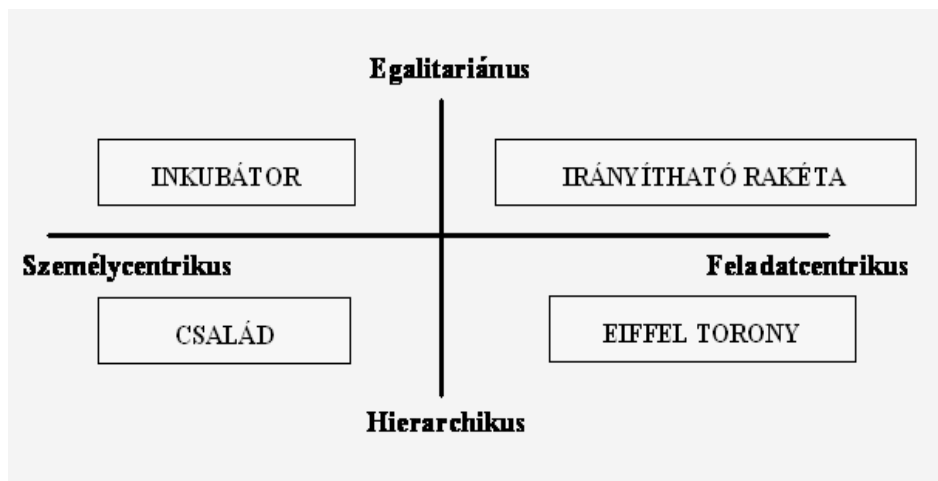 Egalitariánus
INKUBÁTOR
IRÁNYÍTHATÓ RAKÉTA
Személycentrikus
Feladatcentrikus
CSALÁD
EIFFEL TORONY
Hierarchikus